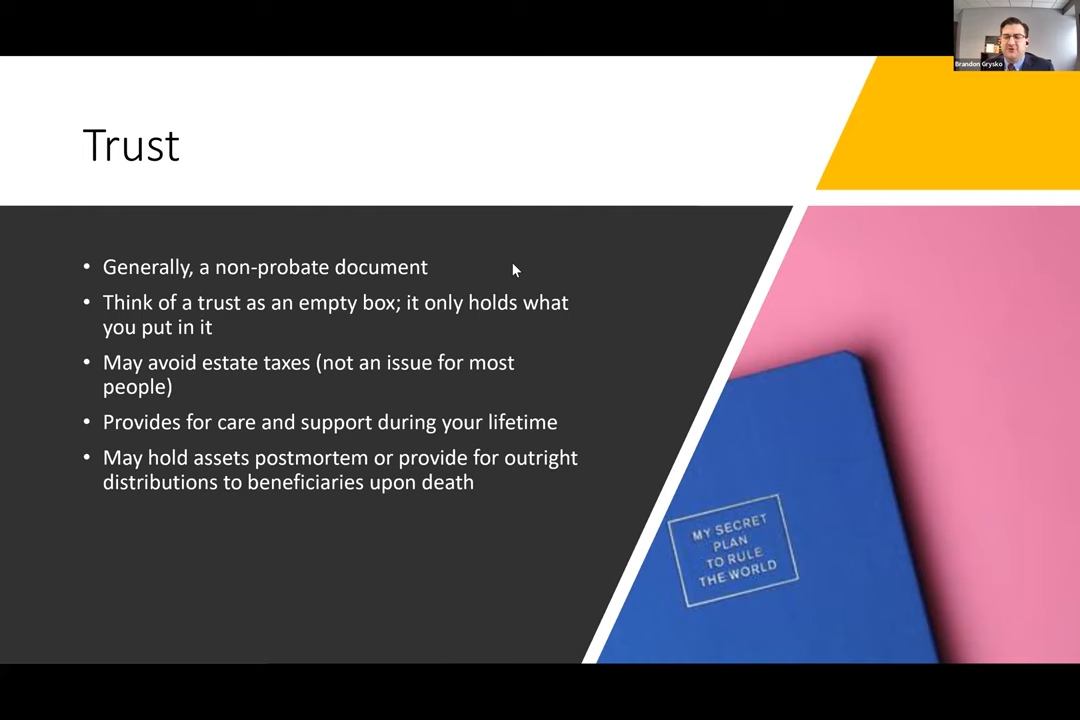 Brandon Grysko
Trust
• Generally, a non-probate document
• Think of a trust as an empty box; it only holds what
you put in it
• May avoid estate taxes (not an issue for most
people)
• Provides for care and support during your lifetime
• May hold assets postmortem or provide for outright
distributions to beneficiaries upon death
MY SECRET
PLAN
TO RULE
THE WORLD